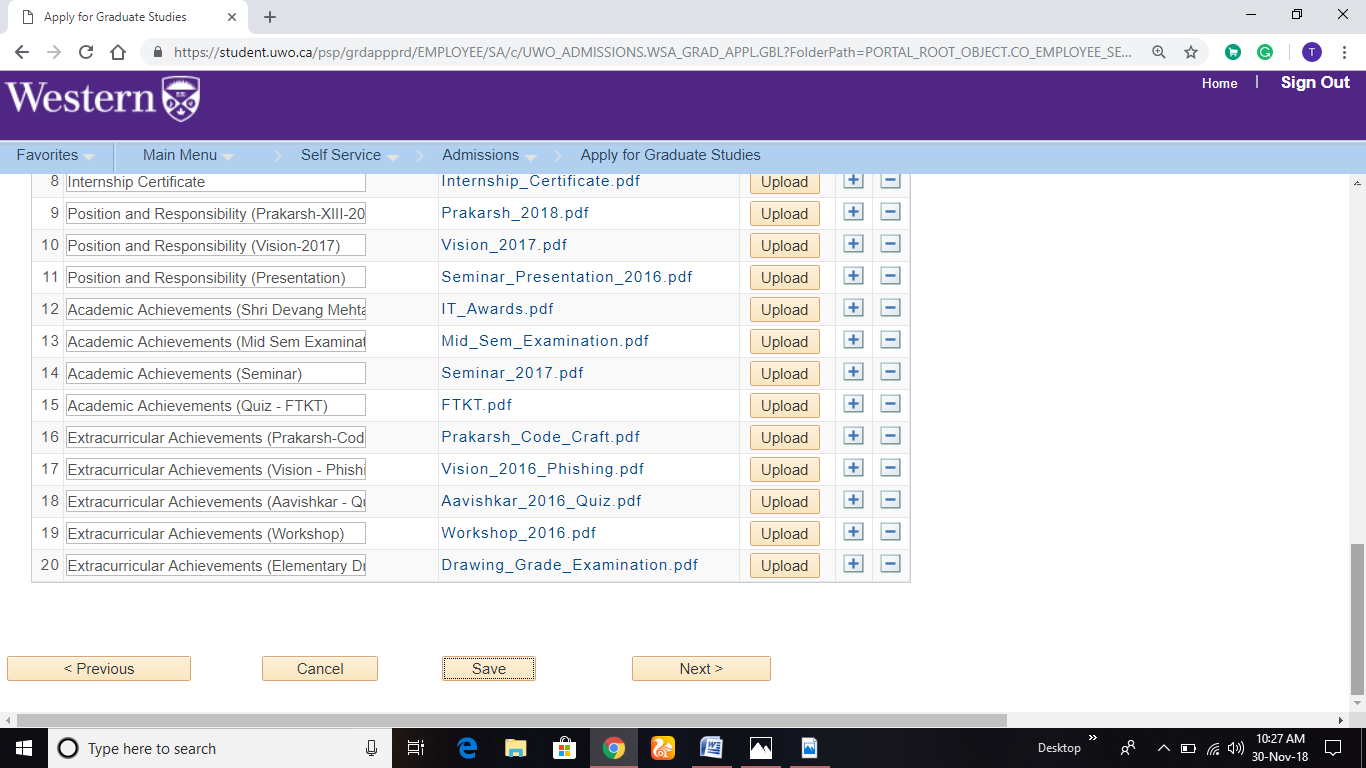 Apply for Graduate Studies
https://student.uwo.ca/psp/grdappprd/EMPLOYEE/SA/c/UWO_ADMISSIONS.WSA_GRAD_APPL.GBL?FolderPath=PORTAL_ROOT_OBJECT.CO_EMPLOYEE_SE... T
Western Home | Sign Out
Favorites Main Menu Self Service Admissions Apply for Graduate Studies
8 Internship Certificate Internship_Certificate.pdf Upload
9 Position and Responsibility (Prakarsh-XIII-20 Prakarsh_2018.pdf Upload
10 Position and Responsibility (Vision-2017) Vision_2017.pdf Upload
11 Position and Responsibility (Presentation) Seminar_Presentation_2016.pdf Upload
12 Academic Achievements (Shri Devang Mehta IT_Awards.pdf Upload
13 Academic Achievements (Mid Sem Examinat Mid_Sem_Examination.pdf Upload
14 Academic Achievements (Seminar) Seminar_2017.pdf Upload
15 Academic Achievements (Quiz - FTKT) FTKT.pdf Upload
16 Extracurricular Achievements (Prakarsh-Cod Prakarsh_Code_Craft.pdf Upload
17 Extracurricular Achievements (Vision - Phishi Vision_2016_Phishing.pdf Upload
18 Extracurricular Achievements (Aavishkar - Qu Aavishkar_2016_Quiz.pdf Upload
19 Extracurricular Achievements (Workshop) Workshop_2016.pdf Upload
20 Extracurricular Achievements (Elementary Dr Drawing_Grade_Examination.pdf Upload
< Previous Cancel Save Next >
Type here to search Desktop 10:27 AM
30-Nov-18